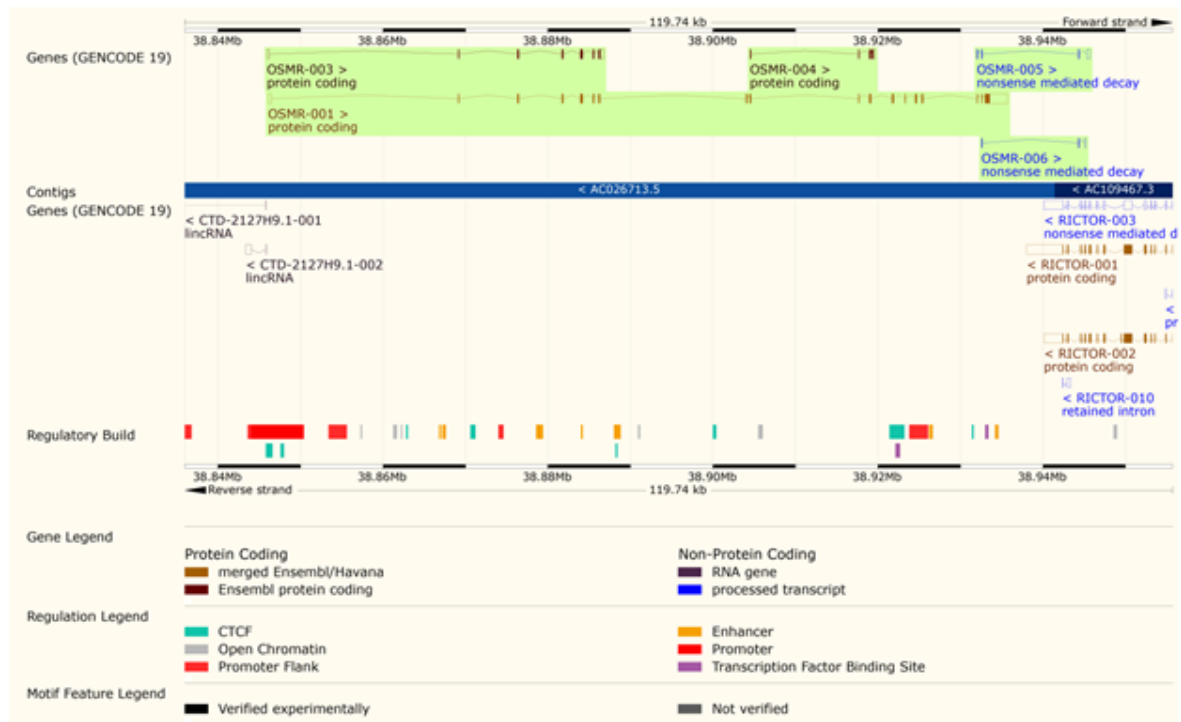 119.74 kb Forward strand
38.84Mb 38.86Mb 38.88Mb 38.90Mb 38.92Mb 38.94Mb
Genes (GENCODE 19)
OSMR-003 > OSMR-004 > OSMR-005 >
protein coding protein coding nonsense mediated decay
OSMR-001 >
protein coding
OSMR-006 >
nonsense mediated decay
Contigs < AC026713.5 < AC109467.3
Genes (GENCODE 19)
< CTD-2127H9.1-001 < RICTOR-003
lincRNA nonsense mediated d
< CTD-2127H9.1-002 < RICTOR-001
lincRNA protein coding
<
pr
< RICTOR-002
protein coding
< RICTOR-010
retained intron
Regulatory Build
38.84Mb 38.86Mb 38.88Mb 38.90Mb 38.92Mb 38.94Mb
Reverse strand 119.74 kb
Gene Legend
Protein Coding Non-Protein Coding
merged Ensembl/Havana RNA gene
Ensembl protein coding processed transcript
Regulation Legend
CTCF Enhancer
Open Chromatin Promoter
Promoter Flank Transcription Factor Binding Site
Motif Feature Legend
Verified experimentally Not verified